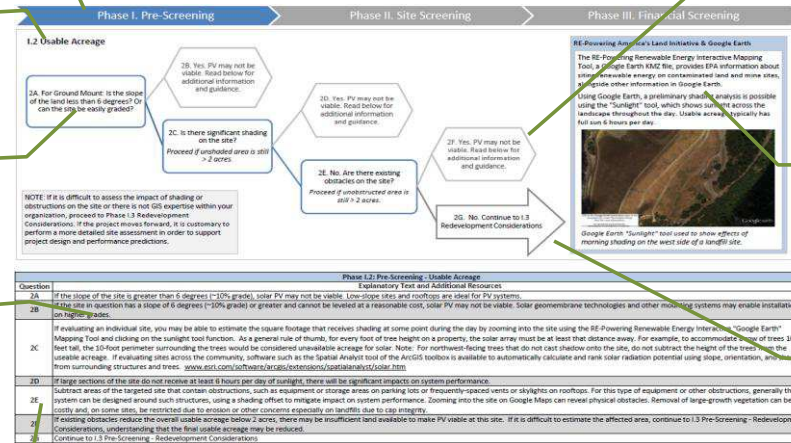 Phase I. Pre-Screening
Phase II. Site Screening
Phase III. Financial Screening
I.2 Usable Acreage
2A. For Ground Mount: Is the slope
of the land less than 6 degrees? Or
can the site be easily graded?
2B. Yes. PV may not be
viable. Read below for
additional information
and guidance.
2C. Is there significant shading
on the site?
Proceed if unshaded area is still
> 2 acres.
2D. Yes. PV may not be
viable. Read below for
additional information
and guidance.
2E. No. Are there existing
obstacles on the site?
Proceed if unobstructed area is
still > 2 acres.
2F. Yes. PV may not be
viable. Read below for
additional information
and guidance.
2G. No. Continue to I.3
Redevelopment Considerations
NOTE: If it is difficult to assess the impact of shading or
obstructions on the site or there is not GIS expertise within your
organization, proceed to Phase I.3 Redevelopment
Considerations. If the project moves forward, it is customary to
perform a more detailed site assessment in order to support
project design and performance predictions.
RE-Powering America's Land Initiative & Google Earth
The RE-Powering Renewable Energy Interactive Mapping
Tool, a Google Earth KMZ file, provides EPA information about
siting renewable energy on contaminated land and mine sites,
alongside other information in Google Earth.
Using Google Earth, a preliminary shading analysis is possible
using the "Sunlight" tool, which shows sunlight across the
landscape throughout the day. Usable acreage typically has
full sun 6 hours per day.
Google Earth "Sunlight" tool used to show effects of
morning shading on the west side of a landfill site.
Phase I.2: Pre-Screening - Usable Acreage
Question Explanatory Text and Additional Resources
2A If the slope of the site is greater than 6 degrees (~10% grade), solar PV may not be viable. Low-slope sites and rooftops are ideal for PV systems.
2B If the site in question has a slope of 6 degrees (~10% grade) or greater and cannot be leveled at a reasonable cost, solar PV may not be viable. Solar geomembrane technologies and other mounting systems may enable
on higher grades.
2C If evaluating an individual site, you may be able to estimate the square footage that receives shading at some point during the day by zooming into the site using the RE-Powering Renewable Energy Interactive "Google Earth"
Mapping Tool and clicking on the sunlight tool function. As a general rule of thumb, for every foot of tree height on a property, the solar array must be at least that distance away. For example, to accommodate a row of trees
feet tall, the 10-foot perimeter surrounding the trees would be considered unavailable acreage for solar. Note: For northwest-facing trees that do not cast shadow onto the site, do not subtract the height of the trees from the
useable acreage. If evaluating sites across the community, software such as the Spatial Analyst tool of the ArcGIS toolbox is available to automatically calculate and rank solar radiation potential using slope, orientation, and
from surrounding structures and trees. www.esri.com/software/arcgis/extensions/spatialanalyst/solar.htm
2D If large sections of the site do not receive at least 6 hours per day of sunlight, there will be significant impacts on system performance.
2E Subtract areas of the targeted site that contain obstructions, such as equipment or storage areas on parking lots or frequently-spaced vents or skylights on rooftops. For this type of equipment or other obstructions, generally
system can be designed around such structures, using a shading offset to mitigate impact on system performance. Zooming into the site on Google Maps can reveal physical obstacles. Removal of large-growth vegetation can be
costly and, on some sites, be restricted due to erosion or other concerns especially on landfills due to cap integrity.
If existing obstacles reduce the overall usable acreage below 2 acres, there may be insufficient land available to make PV viable at this site. If it is difficult to estimate the affected area, continue to I.3 Pre-Screening -
Considerations, understanding that the final usable acreage may be reduced.
Continue to I.3 Pre-Screening - Redevelopment Considerations